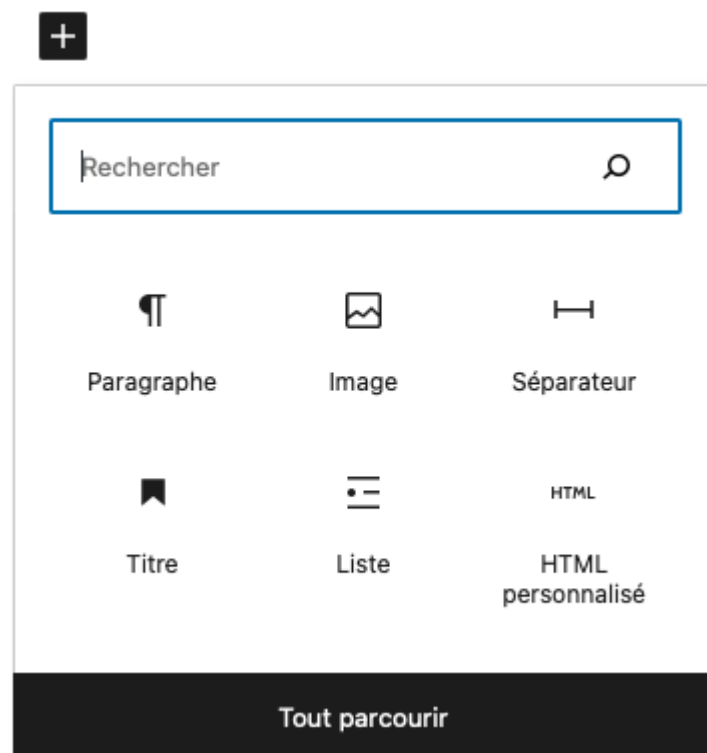 Rechercher
Paragraphe
Image
Séparateur
HTML
Titre
Liste
HTML
personnalisé
Tout parcourir